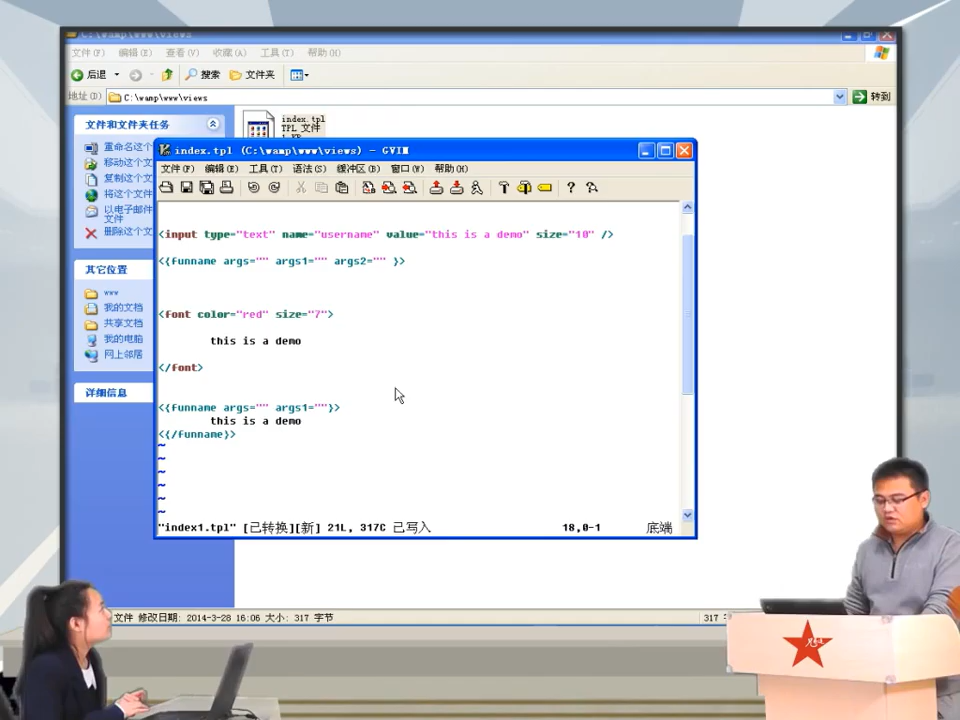 C:\wamp\www\views
文件(F) 编辑(E) 查看(V) 收藏(A) 工具(T) 帮助(H)
后退 搜索 文件夹
地址(D) C:\wamp\www\views 转到
文件和文件夹任务
重命名这个
移动这个文
复制这个文
将这个文件
以电子邮件
文件
删除这个文
其它位置
www
我的文档
共享文档
我的电脑
网上邻居
详细信息
index.tpl
TPL 文件
1 KB
index.tpl (C:\wamp\www\views) - GVIM
文件(F) 编辑(E) 工具(T) 语法(S) 缓冲区(B) 窗口(W) 帮助(H)
<input type="text" name="username" value="this is a demo" size="10" />
<{funname args="" args1="" args2="" }>
<font color="red" size="7">
this is a demo
</font>
<{funname args="" args1=""}>
this is a demo
<{/funname}>
~
~
~
~
~
~
"index1.tpl" [已转换][新] 21L, 317C 已写入 18,0-1 底端
文件 修改日期: 2014-3-28 16:06 大小: 317 字节 317